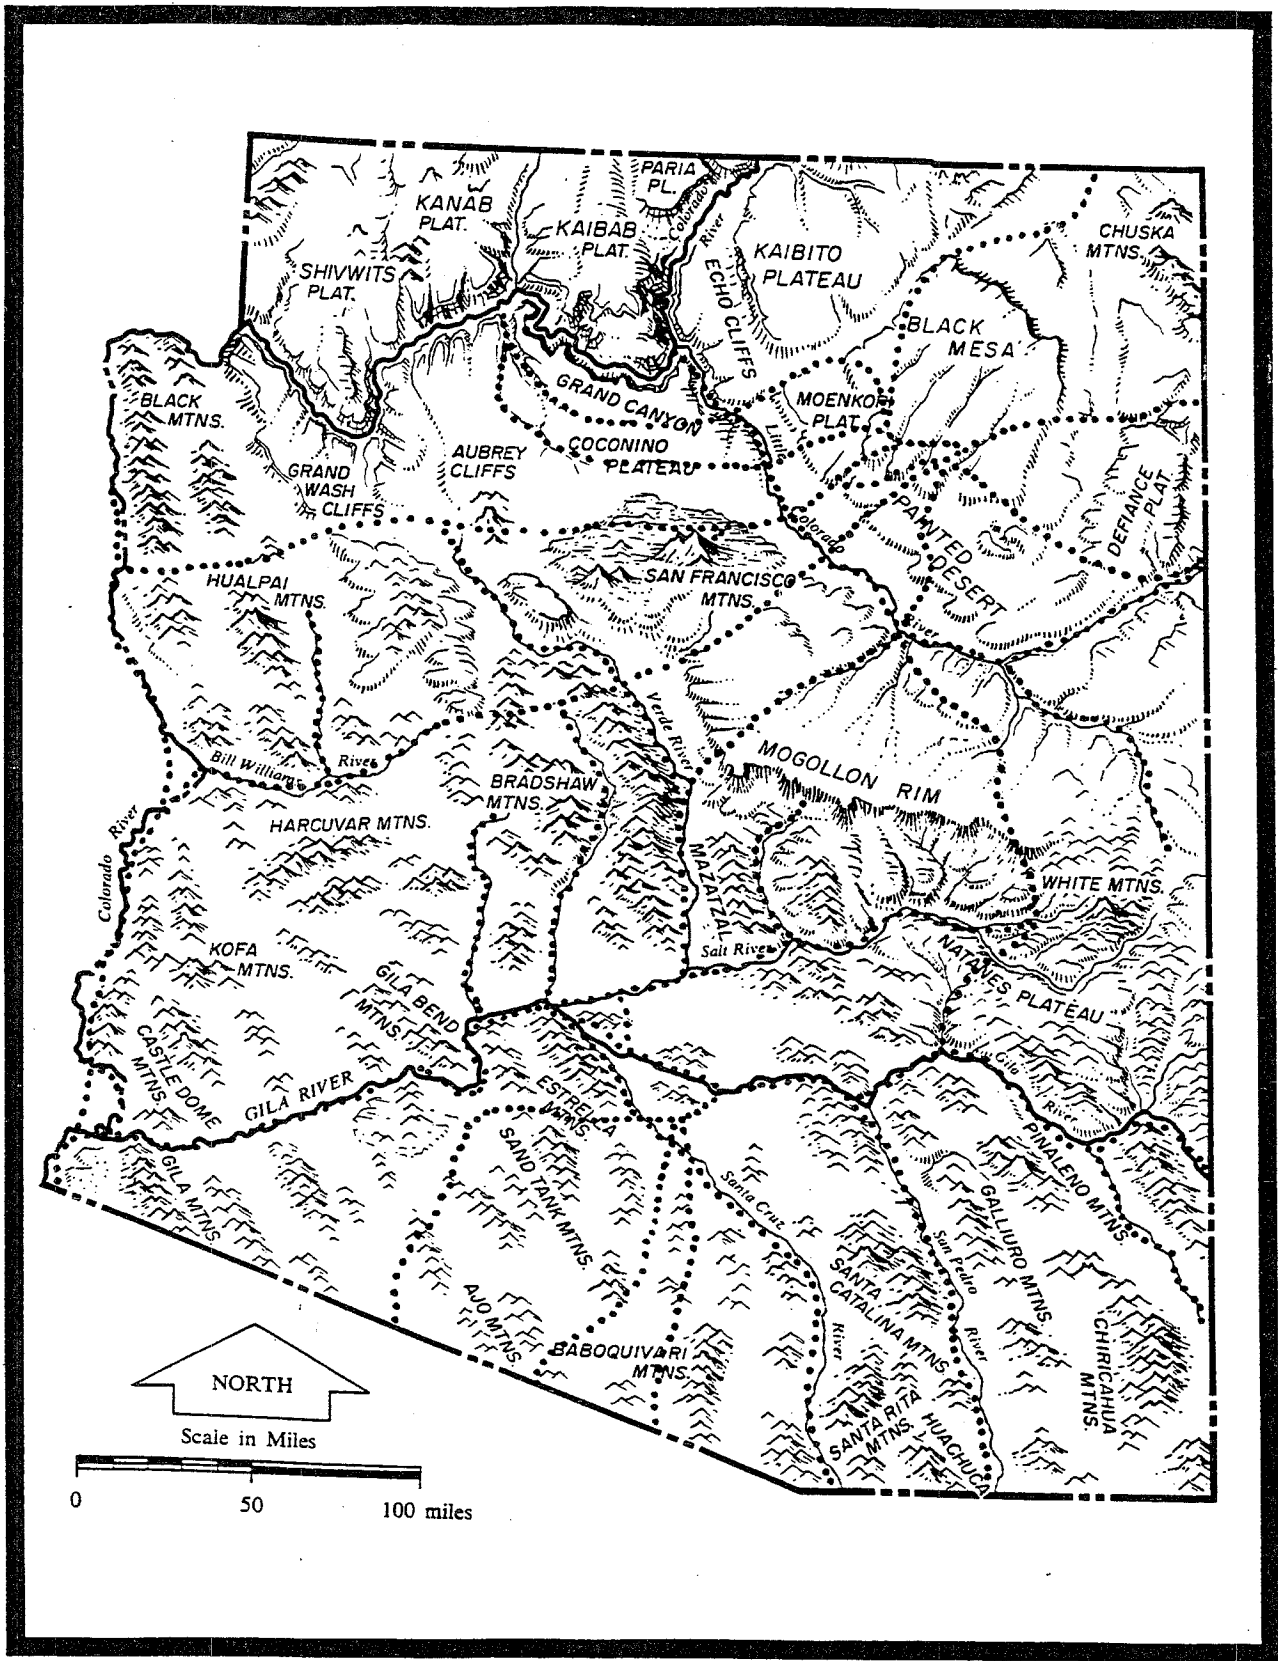 PARIA
PL.
KANAB
PLAT.
KAIBAB
PLAT.
Colorado
River
CHUSKA
MTNS.
KAIBITO
PLATEAU
SHIVWITS
PLAT.
ECHO CLIFFS
BLACK
MESA
BLACK
MTNS.
GRAND CANYON
MOENKOPI
PLAT.
Little
Colorado
River
AUBREY
CLIFFS
COCONINO
PLATEAU
GRAND
WASH
CLIFFS
DEFIANCE
PLAT.
PAINTED
DESERT
HUALPAI
MTNS.
SAN FRANCISCO
MTNS.
Verde River
Bill Williams
River
MOGOLLON RIM
BRADSHAW
MTNS.
Colorado
River
HARCUVAR MTNS.
MAZATZAL
WHITE MTNS.
Salt River
KOFA
MTNS.
NATANES PLATEAU
GILA BEND
MTNS.
CASTLE DOME
MTNS.
GILA RIVER
Gila
River
ESTRELLA
MTNS.
SAND TANK MTNS.
PINALENO MTNS.
GILA MTNS.
Santa Cruz
River
GALLIURO MTNS.
San Pedro
River
SANTA
CATALINA MTNS.
AJO MTNS.
BABOQUIVARI
MTNS.
CHIRICAHUA
MTNS.
SANTA RITA
MTNS.
HUACHUCA
NORTH
Scale in Miles
0 50 100 miles